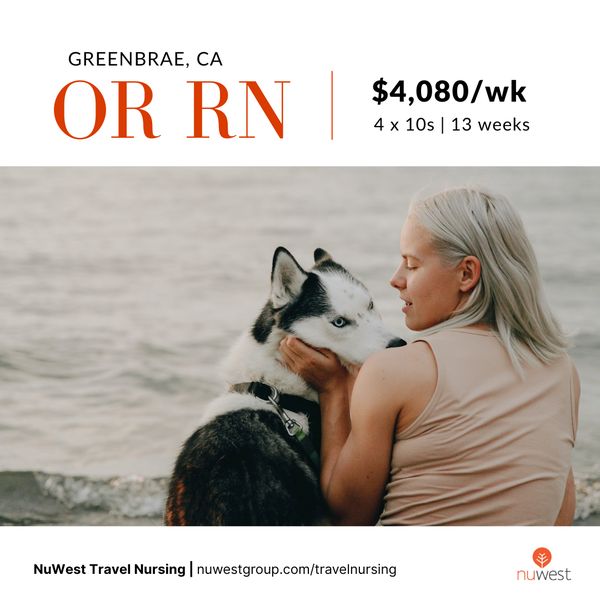 GREENBRAE, CA
OR RN
$4,080/wk
4 x 10s | 13 weeks
NuWest Travel Nursing | nuwestgroup.com/travelnursing
nuwest